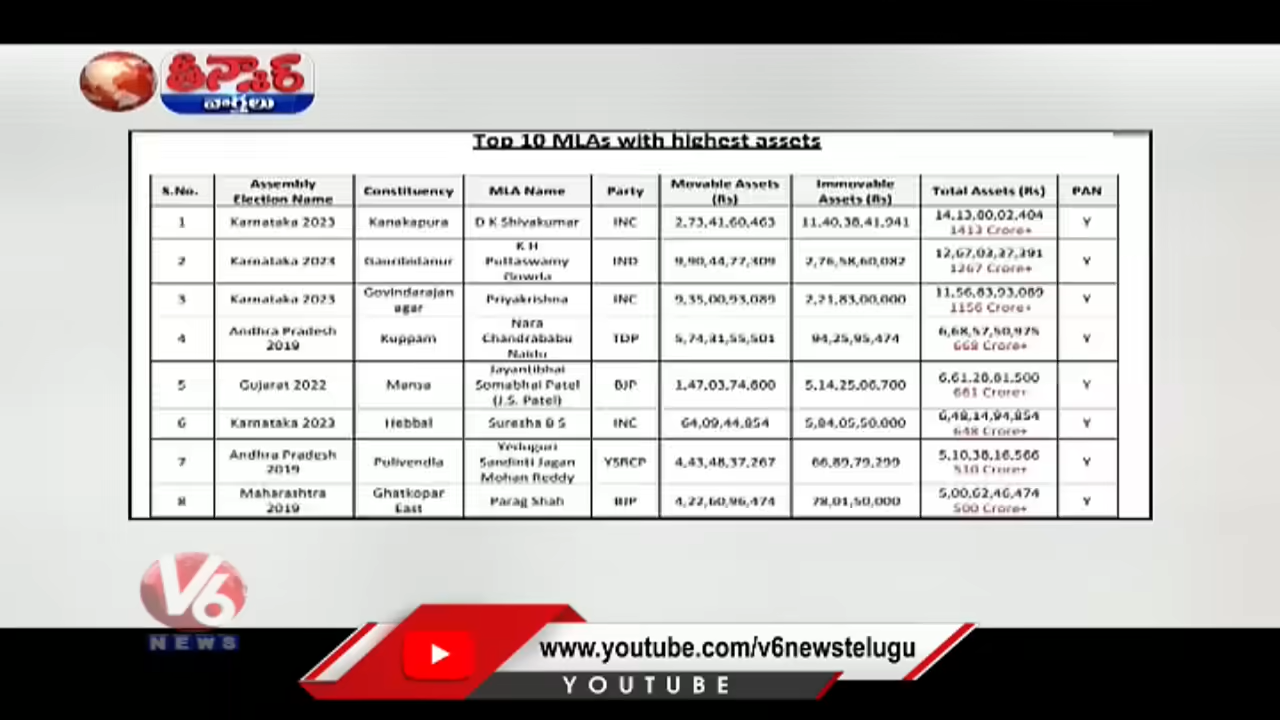 తీన్మార్
వార్తలు
Top 10 MLAs with highest assets
S.No. Assembly Election Name Constituency MLA Name Party Movable Assets (Rs) Immovable Assets (Rs) Total Assets (Rs) PAN
1 Karnataka 2023 Kanakapura D K Shivakumar INC 2,73,41,60,463 11,40,38,41,941 14,13,80,02,404 1413 Crore+ Y
2 Karnataka 2023 Gauribidanur K H Puttaswamy Gowda IND 9,90,44,77,309 2,76,58,60,082 12,67,03,37,391 1267 Crore+ Y
3 Karnataka 2023 Govindarajan agar Priyakrishna INC 9,35,00,93,089 2,21,83,00,000 11,56,83,93,089 1156 Crore+ Y
4 Andhra Pradesh 2019 Kuppam Nara Chandrababu Naidu TDP 5,74,31,55,501 94,25,95,474 6,68,57,50,975 668 Crore+ Y
5 Gujarat 2022 Mansa Jayantibhai Somabhai Patel (J.S. Patel) BJP 1,47,03,74,800 5,14,25,06,700 6,61,28,81,500 661 Crore+ Y
6 Karnataka 2023 Hebbal Suresha B S INC 64,09,44,854 5,84,05,50,000 6,48,14,94,854 648 Crore+ Y
7 Andhra Pradesh 2019 Pulivendla Yeduguri Sandinti Jagan Mohan Reddy YSRCP 4,43,48,37,267 66,89,79,299 5,10,38,16,566 510 Crore+ Y
8 Maharashtra 2019 Ghatkopar East Parag Shah BJP 4,22,60,96,474 78,01,50,000 5,00,62,46,474 500 Crore+ Y
V6
NEWS
www.youtube.com/v6newstelugu
YOUTUBE